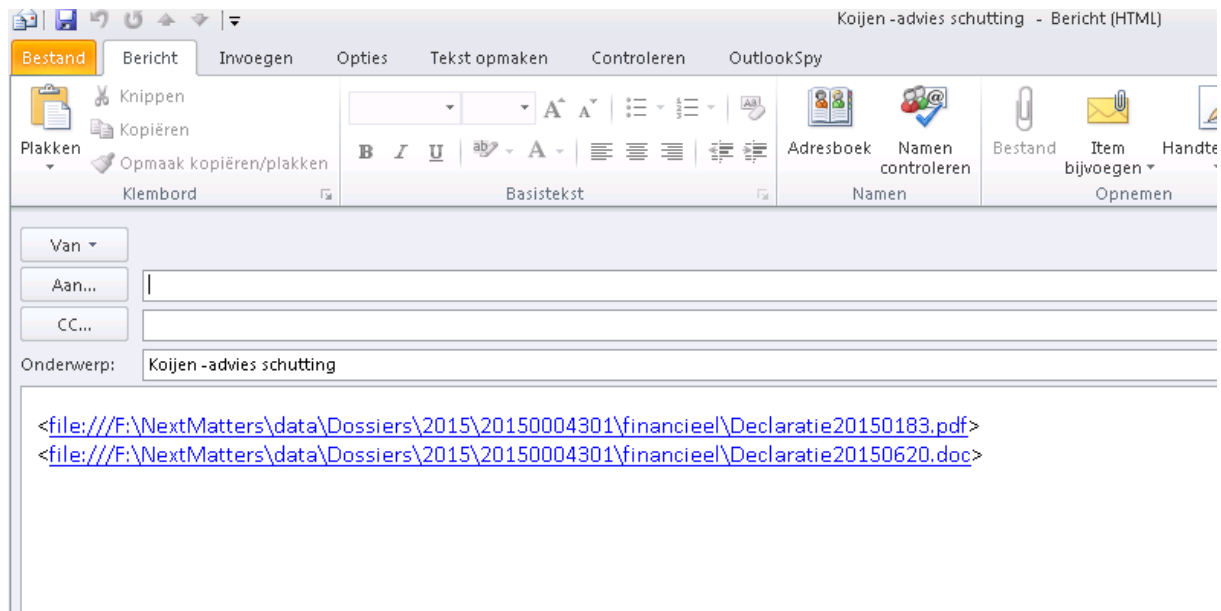 Koijen -advies schutting - Bericht (HTML)
Bestand Bericht Invoegen Opties Tekst opmaken Controleren OutlookSpy
Plakken
Knippen
Kopiëren
Opmaak kopiëren/plakken
Klembord
B I U
Basistekst
Adresboek
Namen controleren
Namen
Bestand
Item bijvoegen
Opnemen
Van
Aan...
CC...
Onderwerp: Koijen -advies schutting
<file:///F:\NextMatters\data\Dossiers\2015\20150004301\financieel\Declaratie20150183.pdf>
<file:///F:\NextMatters\data\Dossiers\2015\20150004301\financieel\Declaratie20150620.doc>